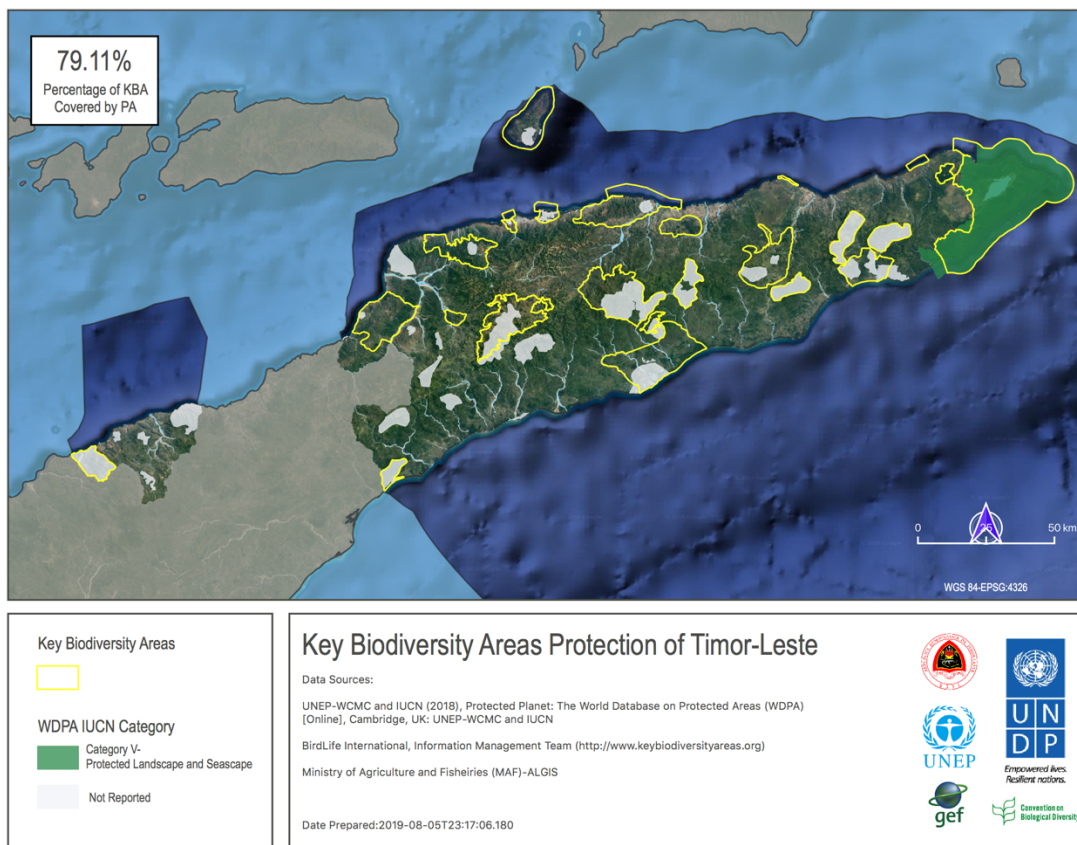 79.11%
Percentage of KBA
Covered by PA
0
25
50 km
WGS 84-EPSG:4326
Key Biodiversity Areas
WDPA IUCN Category
Category V-
Protected Landscape and Seascape
Not Reported
Key Biodiversity Areas Protection of Timor-Leste
Data Sources:
UNEP-WCMC and IUCN (2018), Protected Planet: The World Database on Protected Areas (WDPA)
[Online], Cambridge, UK: UNEP-WCMC and IUCN
BirdLife International, Information Management Team (http://www.keybiodiversityareas.org)
Ministry of Agriculture and Fisheiries (MAF)-ALGIS
Date Prepared:2019-08-05T23:17:06.180
UNEP
gef
U N
D P
Empowered lives.
Resilient nations.
Convention on
Biological Diversity